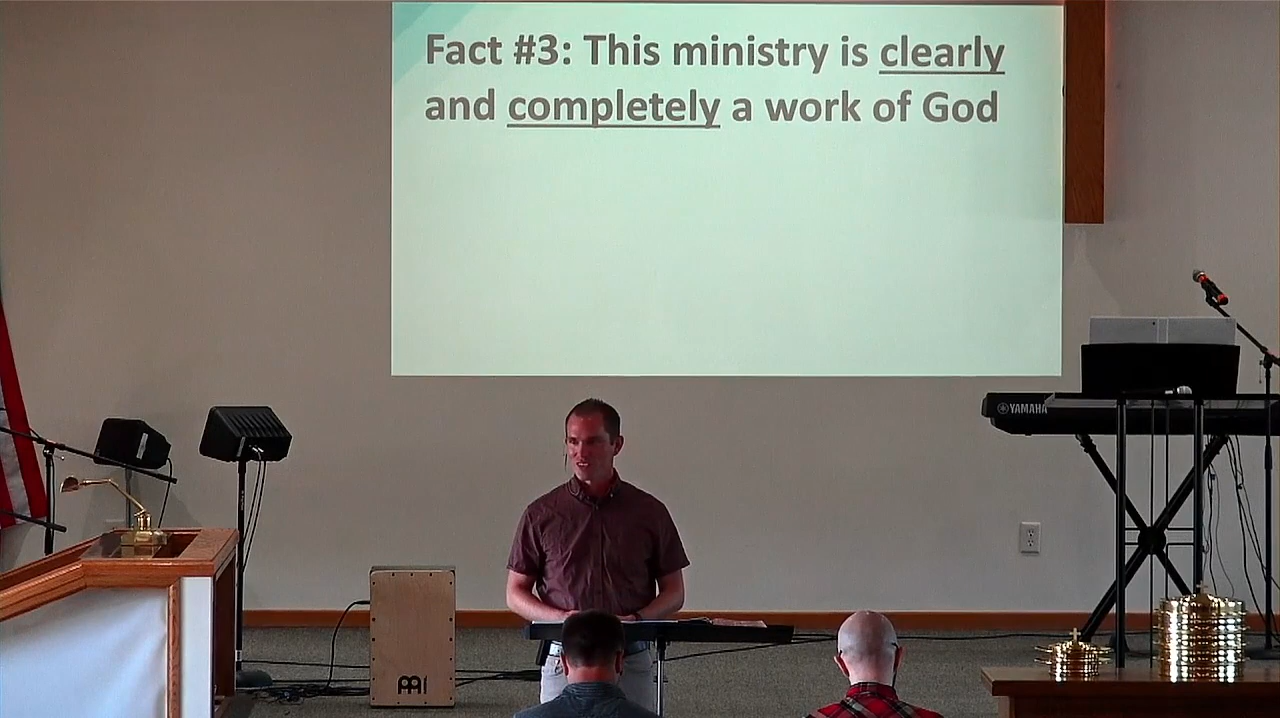 Fact #3: This ministry is clearly
and completely a work of God
YAMAHA